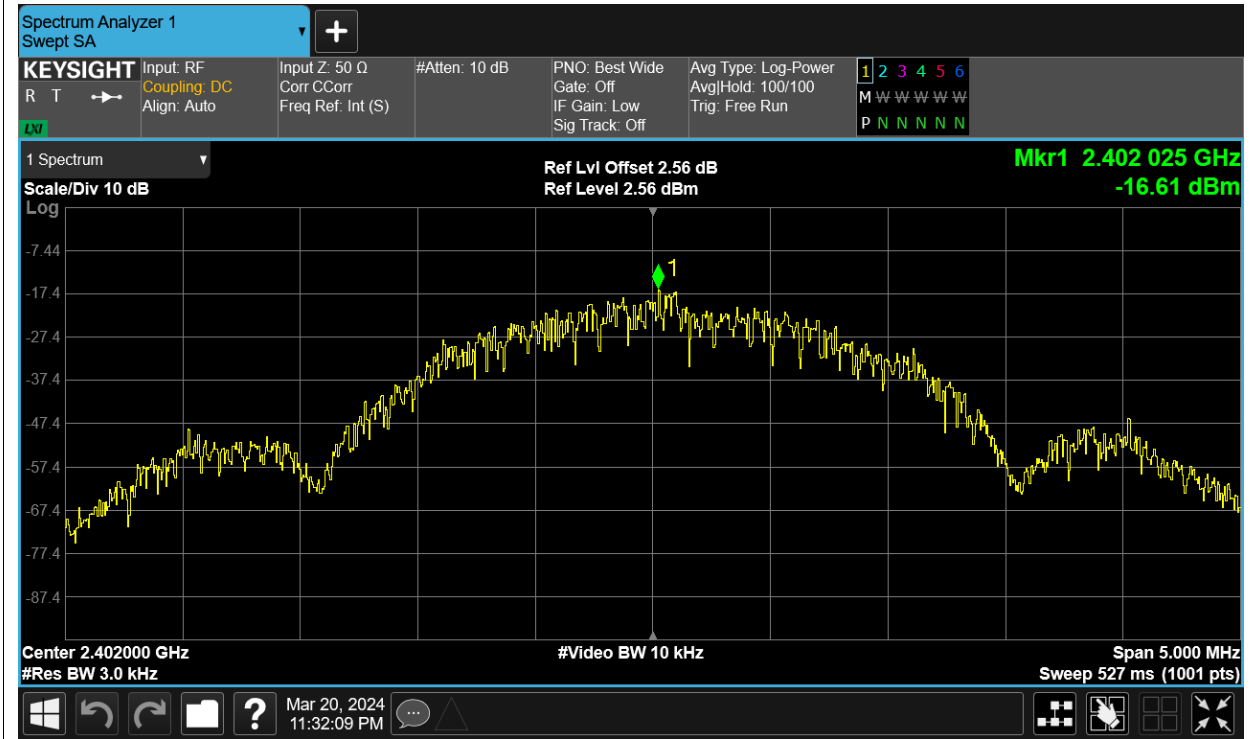 Spectrum Analyzer 1
Swept SA
KEYSIGHT
R T
LXI
Input: RF
Coupling: DC
Align: Auto
Input Z: 50 Ω
Corr CCorr
Freq Ref: Int (S)
#Atten: 10 dB
PNO: Best Wide
Gate: Off
IF Gain: Low
Sig Track: Off
Avg Type: Log-Power
Avg|Hold: 100/100
Trig: Free Run
1 2 3 4 5 6
M W W W W W W
P N N N N N N
1 Spectrum
Scale/Div 10 dB
Log
Ref Lvl Offset 2.56 dB
Ref Level 2.56 dBm
Mkr1 2.402 025 GHz
-16.61 dBm
1
-7.44
-17.4
-27.4
-37.4
-47.4
-57.4
-67.4
-77.4
-87.4
Center 2.402000 GHz
#Res BW 3.0 kHz
#Video BW 10 kHz
Span 5.000 MHz
Sweep 527 ms (1001 pts)
?
Mar 20, 2024
11:32:09 PM